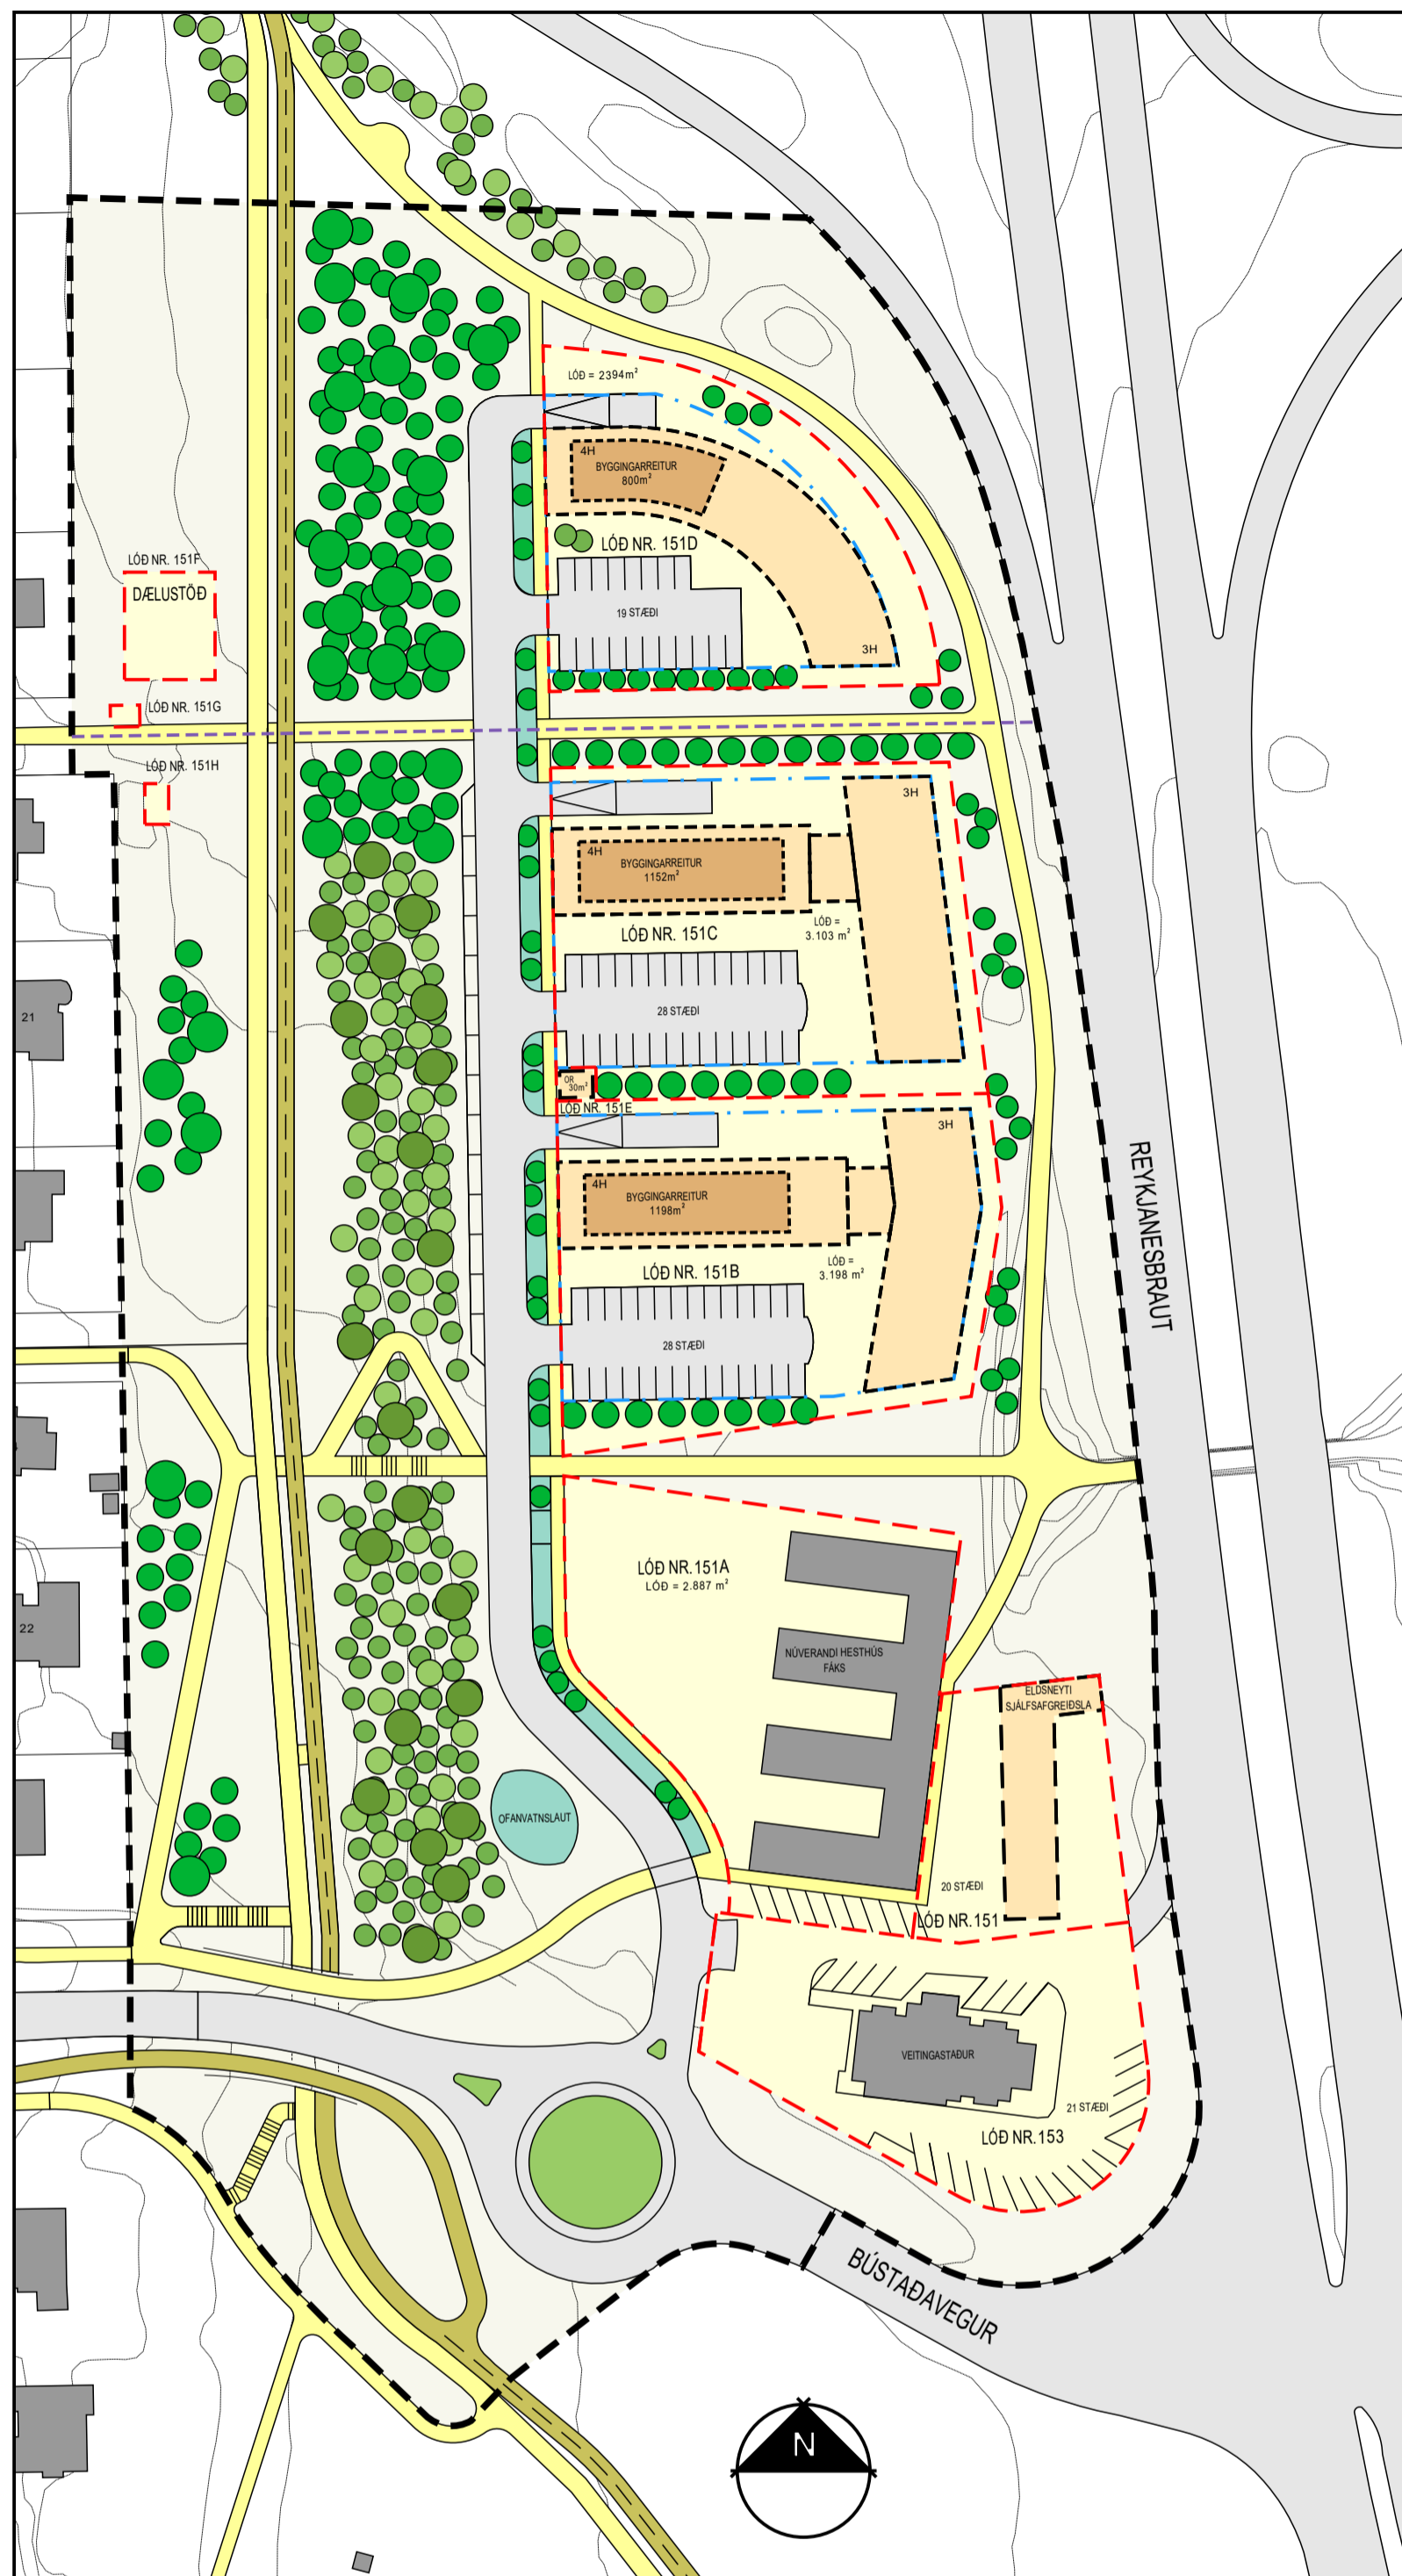 LÓÐ = 2394m²
4H
BYGGINGARREITUR
800m²
LÓÐ NR. 151D
19 STÆÐI
3H
LÓÐ NR. 151F
DÆLUSTÖÐ
LÓÐ NR. 151G
LÓÐ NR. 151H
3H
4H
BYGGINGARREITUR
1152m²
LÓÐ =
3.103 m²
LÓÐ NR. 151C
21
28 STÆÐI
OR
30m²
LÓÐ NR. 151E
3H
4H
BYGGINGARREITUR
1198m²
REYKJANESBRAUT
LÓÐ =
3.198 m²
LÓÐ NR. 151B
28 STÆÐI
LÓÐ NR.151A
LÓÐ = 2.887 m²
22
NÚVERANDI HESTHÚS
FÁKS
ELDSNEYTI
SJÁLFSAFGREIÐSLA
OFANVATNSLAUT
20 STÆÐI
LÓÐ NR.151
VEITINGASTAÐUR
21 STÆÐI
LÓÐ NR.153
BÚSTAÐAVEGUR
N